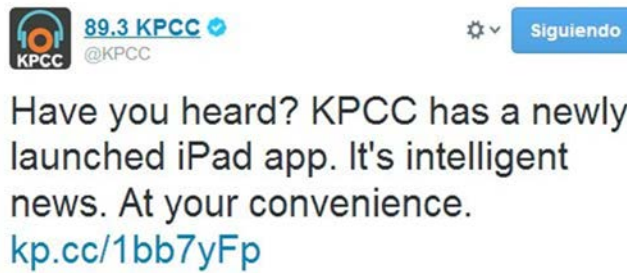 KPCC
89.3 KPCC
@KPCC
Siguiendo
Have you heard? KPCC has a newly
launched iPad app. It's intelligent
news. At your convenience.
kp.cc/1bb7yFp